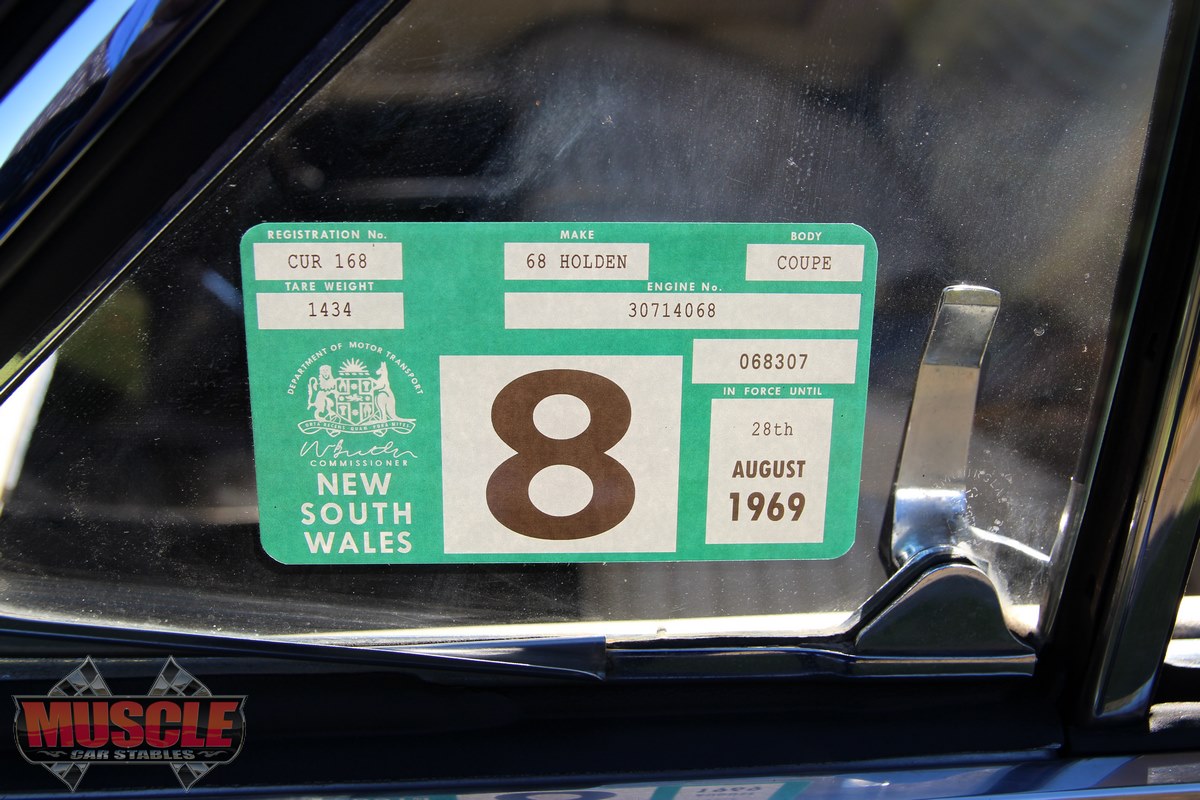 REGISTRATION No.
MAKE
BODY
CUR 168
68 HOLDEN
COUPE
TARE WEIGHT
ENGINE No.
1434
30714068
068307
DEPARTMENT OF MOTOR TRANSPORT
IN FORCE UNTIL
28th
8
COMMISSIONER
AUGUST
1969
NEW
SOUTH
WALES
MUSCLE
CAR STABLES